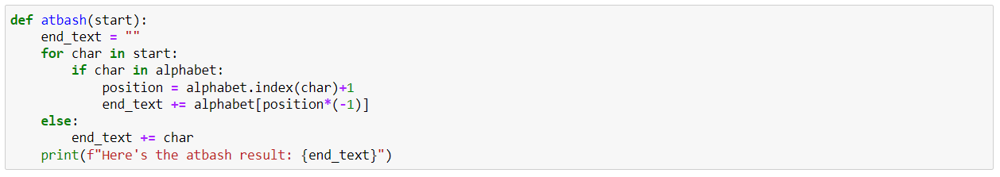 def atbash(start):
    end_text = ""
    for char in start:
        if char in alphabet:
            position = alphabet.index(char)+1
            end_text += alphabet[position*(-1)]
    else:
        end_text += char
    print(f"Here's the atbash result: {end_text}")